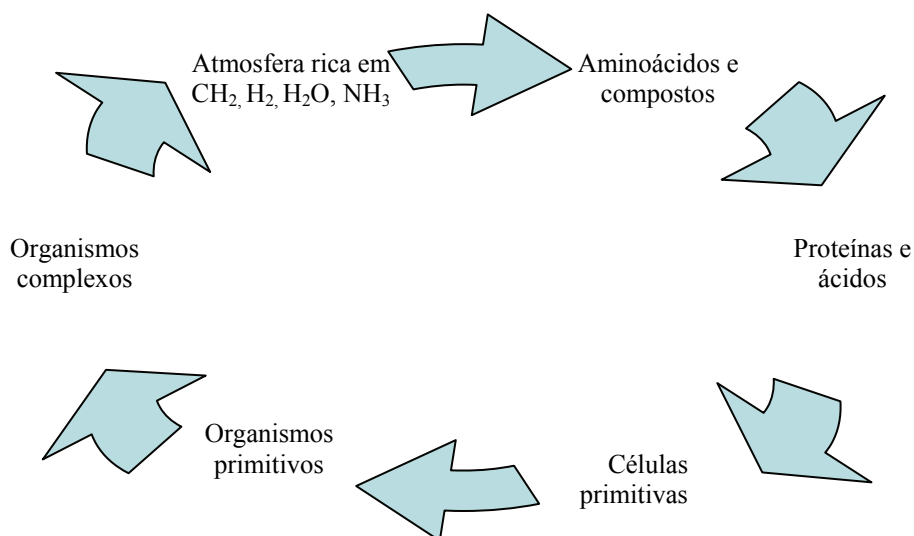 Atmosfera rica em
CH₂, H₂, H₂O, NH₃
Aminoácidos e
compostos
Proteínas e
ácidos
Células
primitivas
Organismos
primitivos
Organismos
complexos